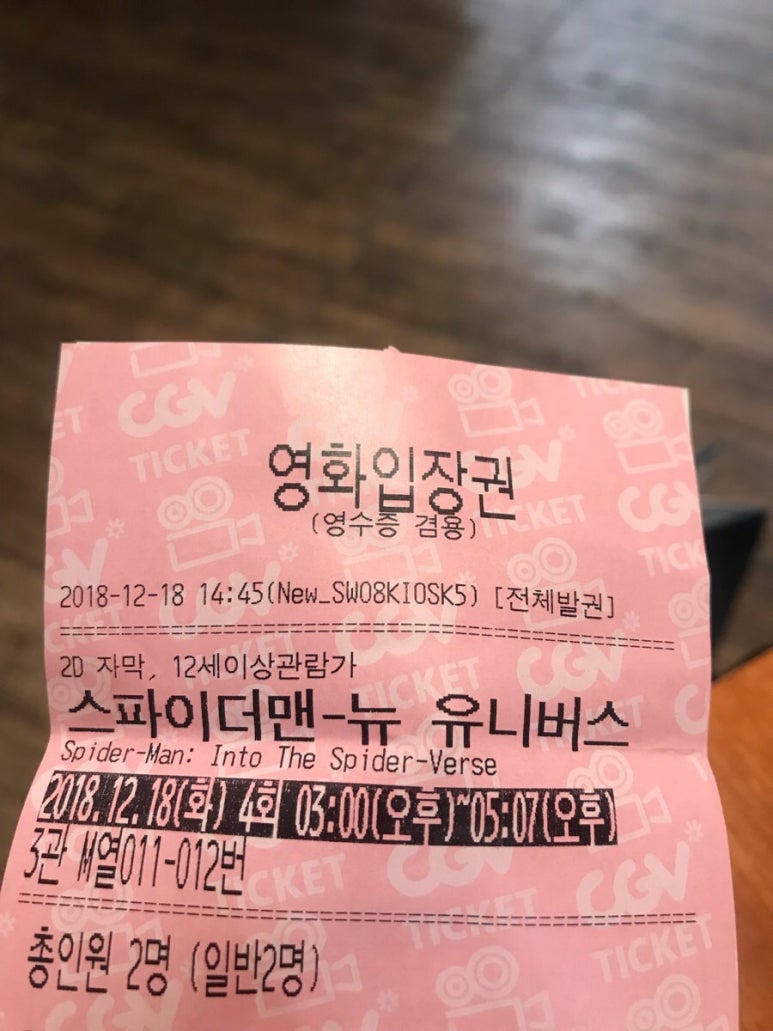 영화입장권
(영수증 겸용)
2018-12-18 14:45(New_SW08KIOSK5) [전체발권]
2D 자막, 12세이상관람가
스파이더맨-뉴 유니버스
Spider-Man: Into The Spider-Verse
2018.12.18(화) 4회 03:00(오후)~05:07(오후)
3관 M열011-012번
총인원 2명 (일반2명)
CGV
TICKET